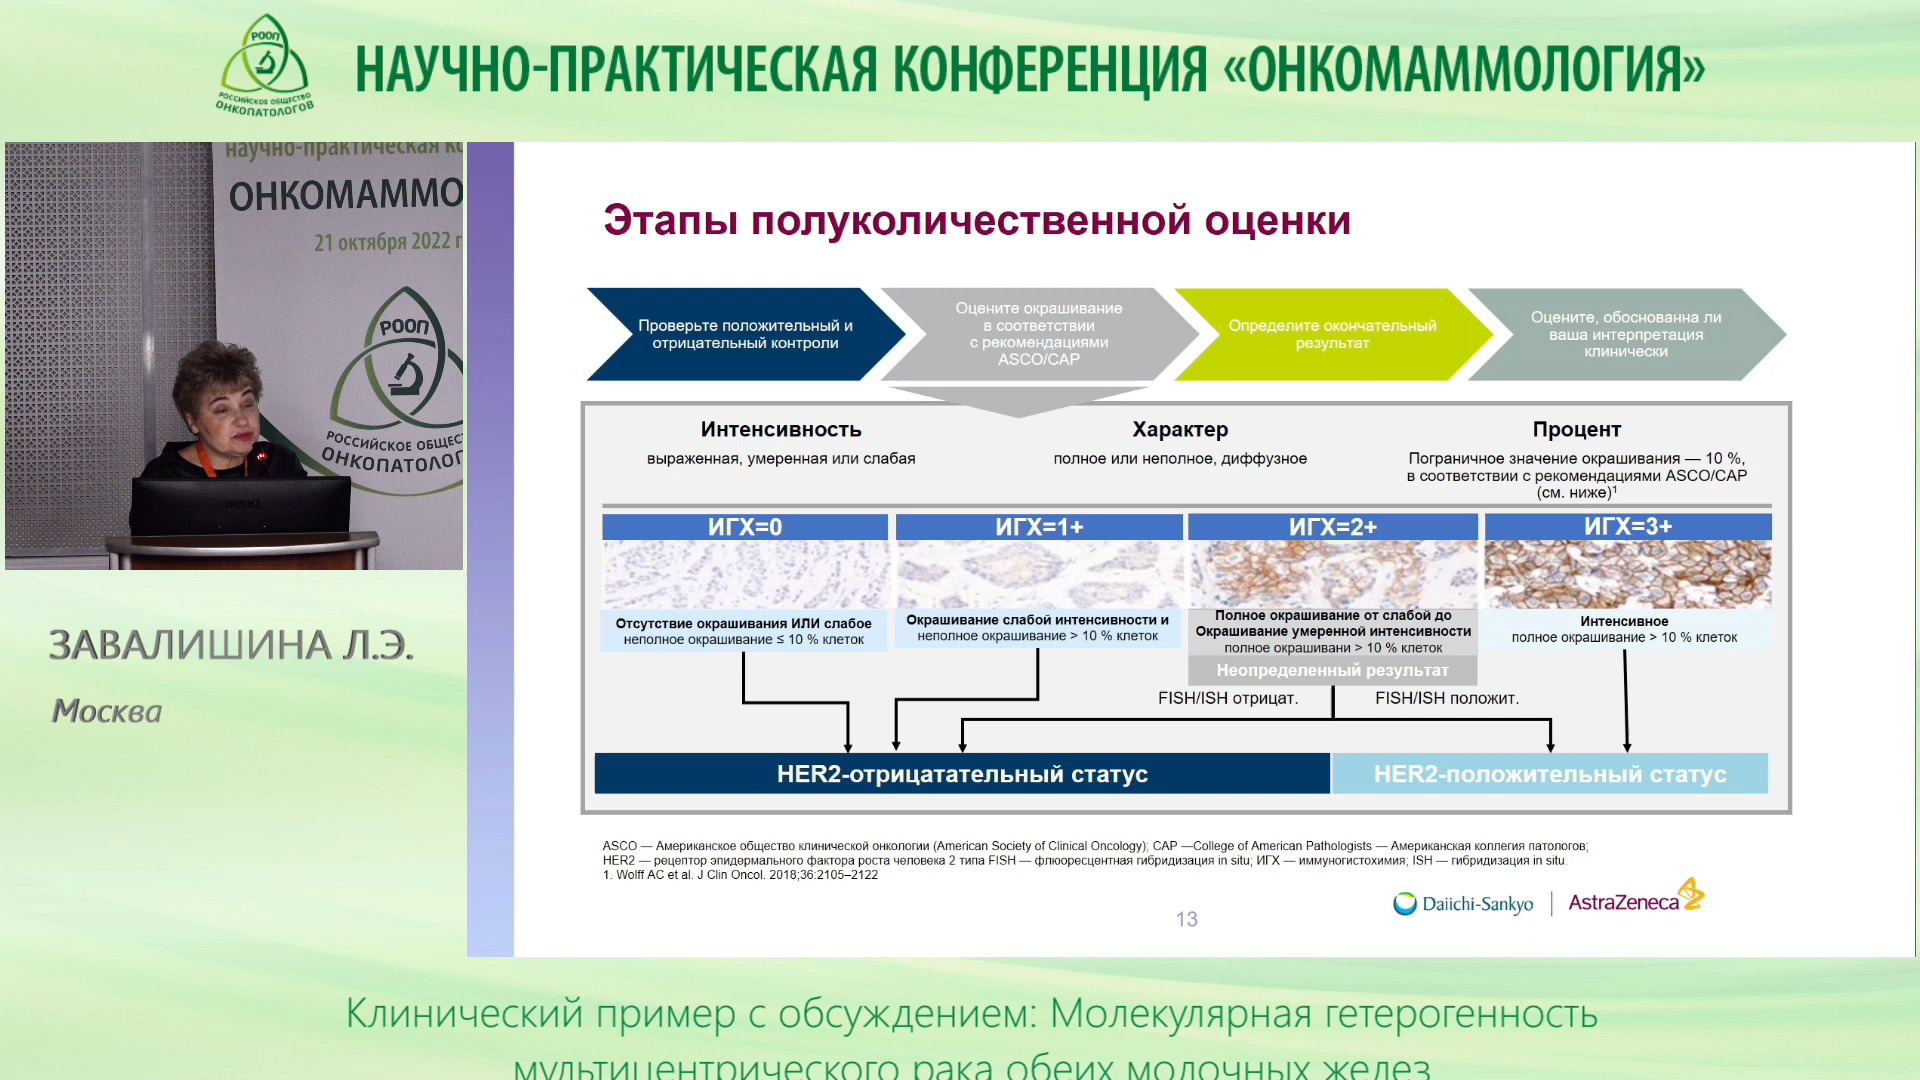 РООП
РОССИЙСКОЕ ОБЩЕСТВО
ОНКОПАТОЛОГОВ
НАУЧНО-ПРАКТИЧЕСКАЯ КОНФЕРЕНЦИЯ «ОНКОМАММОЛОГИЯ»
научно-практическая ко
ОНКОМАММО
21 октября 2022 г
РООП
РОССИЙСКОЕ ОБЩЕС
ОНКОПАТОЛОГ
BenQ
ЗАВАЛИШИНА Л.Э.
Москва
Этапы полуколичественной оценки
Проверьте положительный и
отрицательный контроли
Оцените окрашивание
в соответствии
с рекомендациями
ASCO/CAP
Определите окончательный
результат
Оцените, обоснованна ли
ваша интерпретация
клинически
Интенсивность
выраженная, умеренная или слабая
Характер
полное или неполное, диффузное
Процент
Пограничное значение окрашивания — 10 %,
в соответствии с рекомендациями ASCO/CAP
(см. ниже)¹
ИГХ=0
ИГХ=1+
ИГХ=2+
ИГХ=3+
Отсутствие окрашивания ИЛИ слабое
неполное окрашивание ≤ 10 % клеток
Окрашивание слабой интенсивности и
неполное окрашивание > 10 % клеток
Полное окрашивание от слабой до
Окрашивание умеренной интенсивности
полное окрашивани > 10 % клеток
Неопределенный результат
Интенсивное
полное окрашивание > 10 % клеток
FISH/ISH отрицат.
FISH/ISH положит.
HER2-отрицатательный статус
HER2-положительный статус
ASCO — Американское общество клинической онкологии (American Society of Clinical Oncology); CAP —College of American Pathologists — Американская коллегия патологов;
HER2 — рецептор эпидермального фактора роста человека 2 типа FISH — флюоресцентная гибридизация in situ; ИГХ — иммуногистохимия; ISH — гибридизация in situ.
1. Wolff AC et al. J Clin Oncol. 2018;36:2105–2122
Daiichi-Sankyo
AstraZeneca
13
Клинический пример с обсуждением: Молекулярная гетерогенность
мультицентрического рака обеих молочных желез